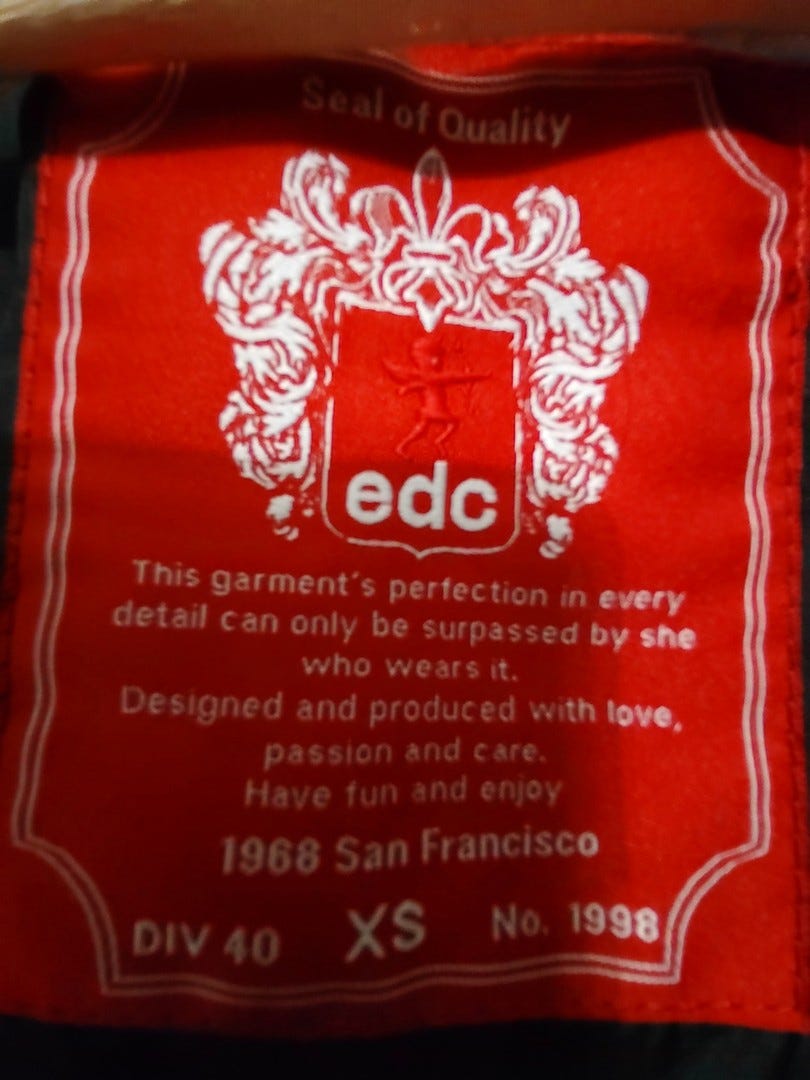 Seal of Quality
edc
This garment's perfection in every
detail can only be surpassed by she
who wears it.
Designed and produced with love,
passion and care.
Have fun and enjoy
1968 San Francisco
DIV 40 XS No. 1998